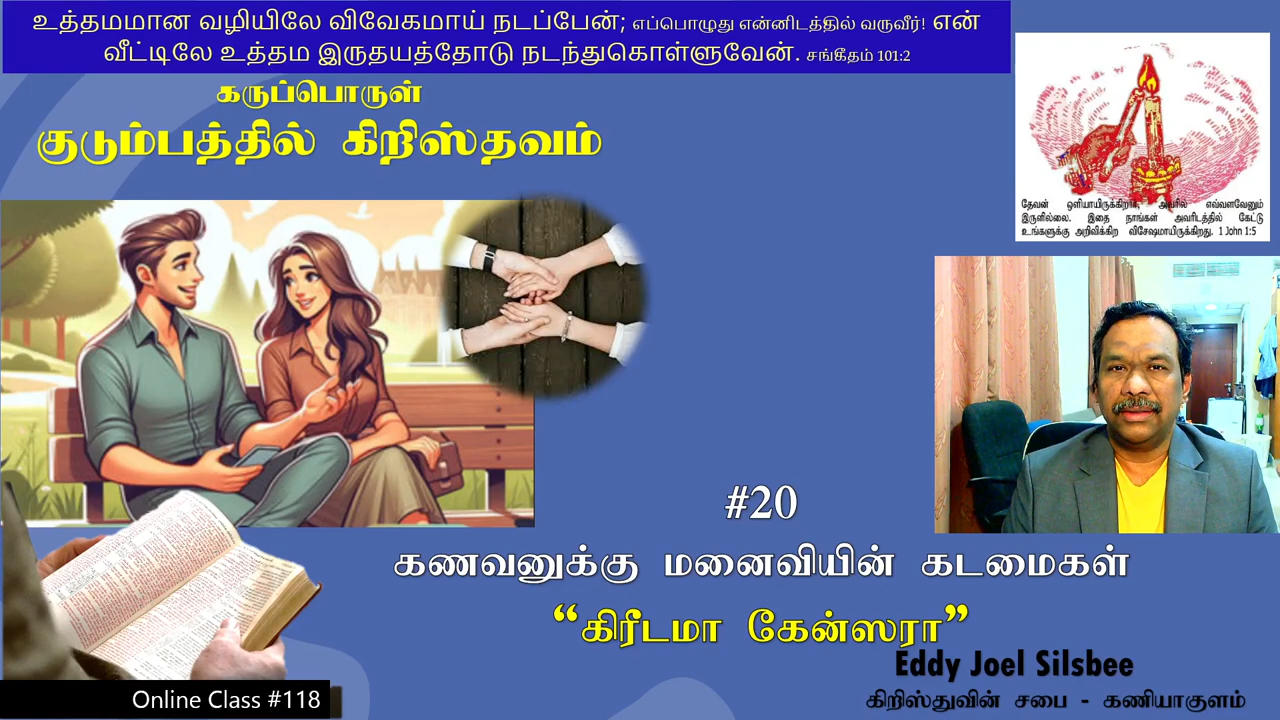 உத்தமமான வழியிலே விவேகமாய் நடப்பேன்; எப்பொழுது என்னிடத்தில் வருவீர்! என்
வீட்டிலே உத்தம இருதயத்தோடு நடந்துகொள்ளுவேன். சங்கீதம் 101:2
கருப்பொருள்
குடும்பத்தில் கிறிஸ்தவம்
தேவன் ஒளியாயிருக்கிறார், அவரில் எவ்வளவேனும்
இருளில்லை. இதை நாங்கள் அவரிடத்தில் கேட்டு
உங்களுக்கு அறிவிக்கிற விசேஷமாயிருக்கிறது. 1 John 1:5
#20
கணவனுக்கு மனைவியின் கடமைகள்
“கிரீடமா கேன்ஸரா”
Eddy Joel Silsbee
கிறிஸ்துவின் சபை - கணியாகுளம்
Online Class #118